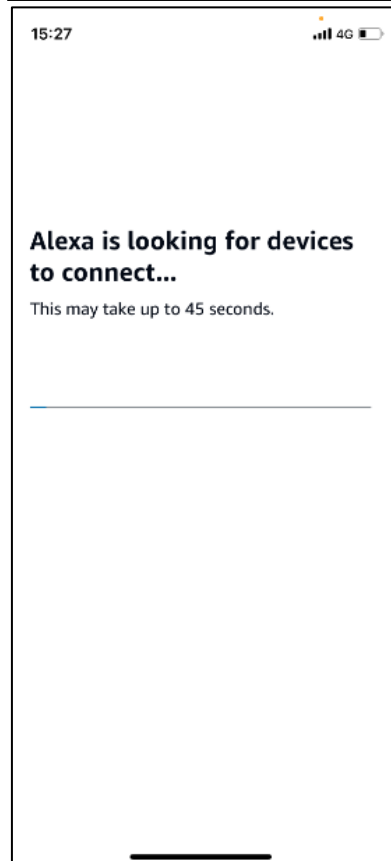 15:27 4G
Alexa is looking for devices
to connect...
This may take up to 45 seconds.